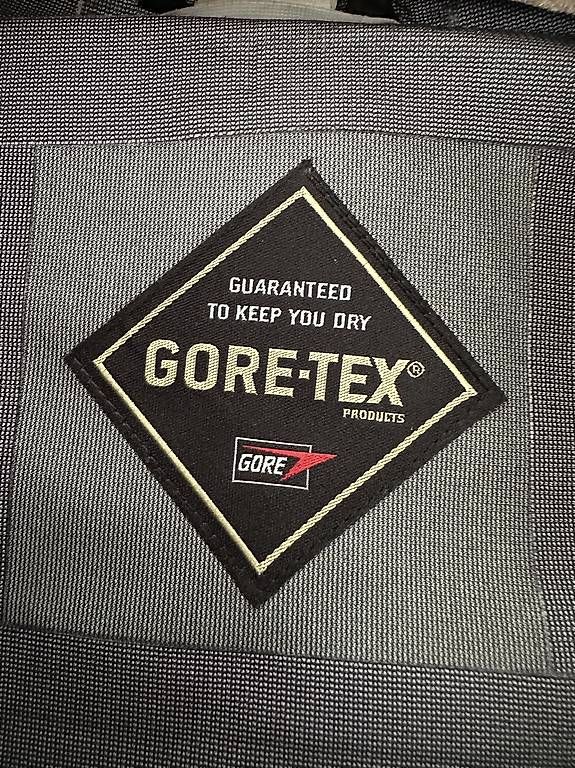 GUARANTEED
TO KEEP YOU DRY
GORE-TEX®
PRODUCTS
GORE